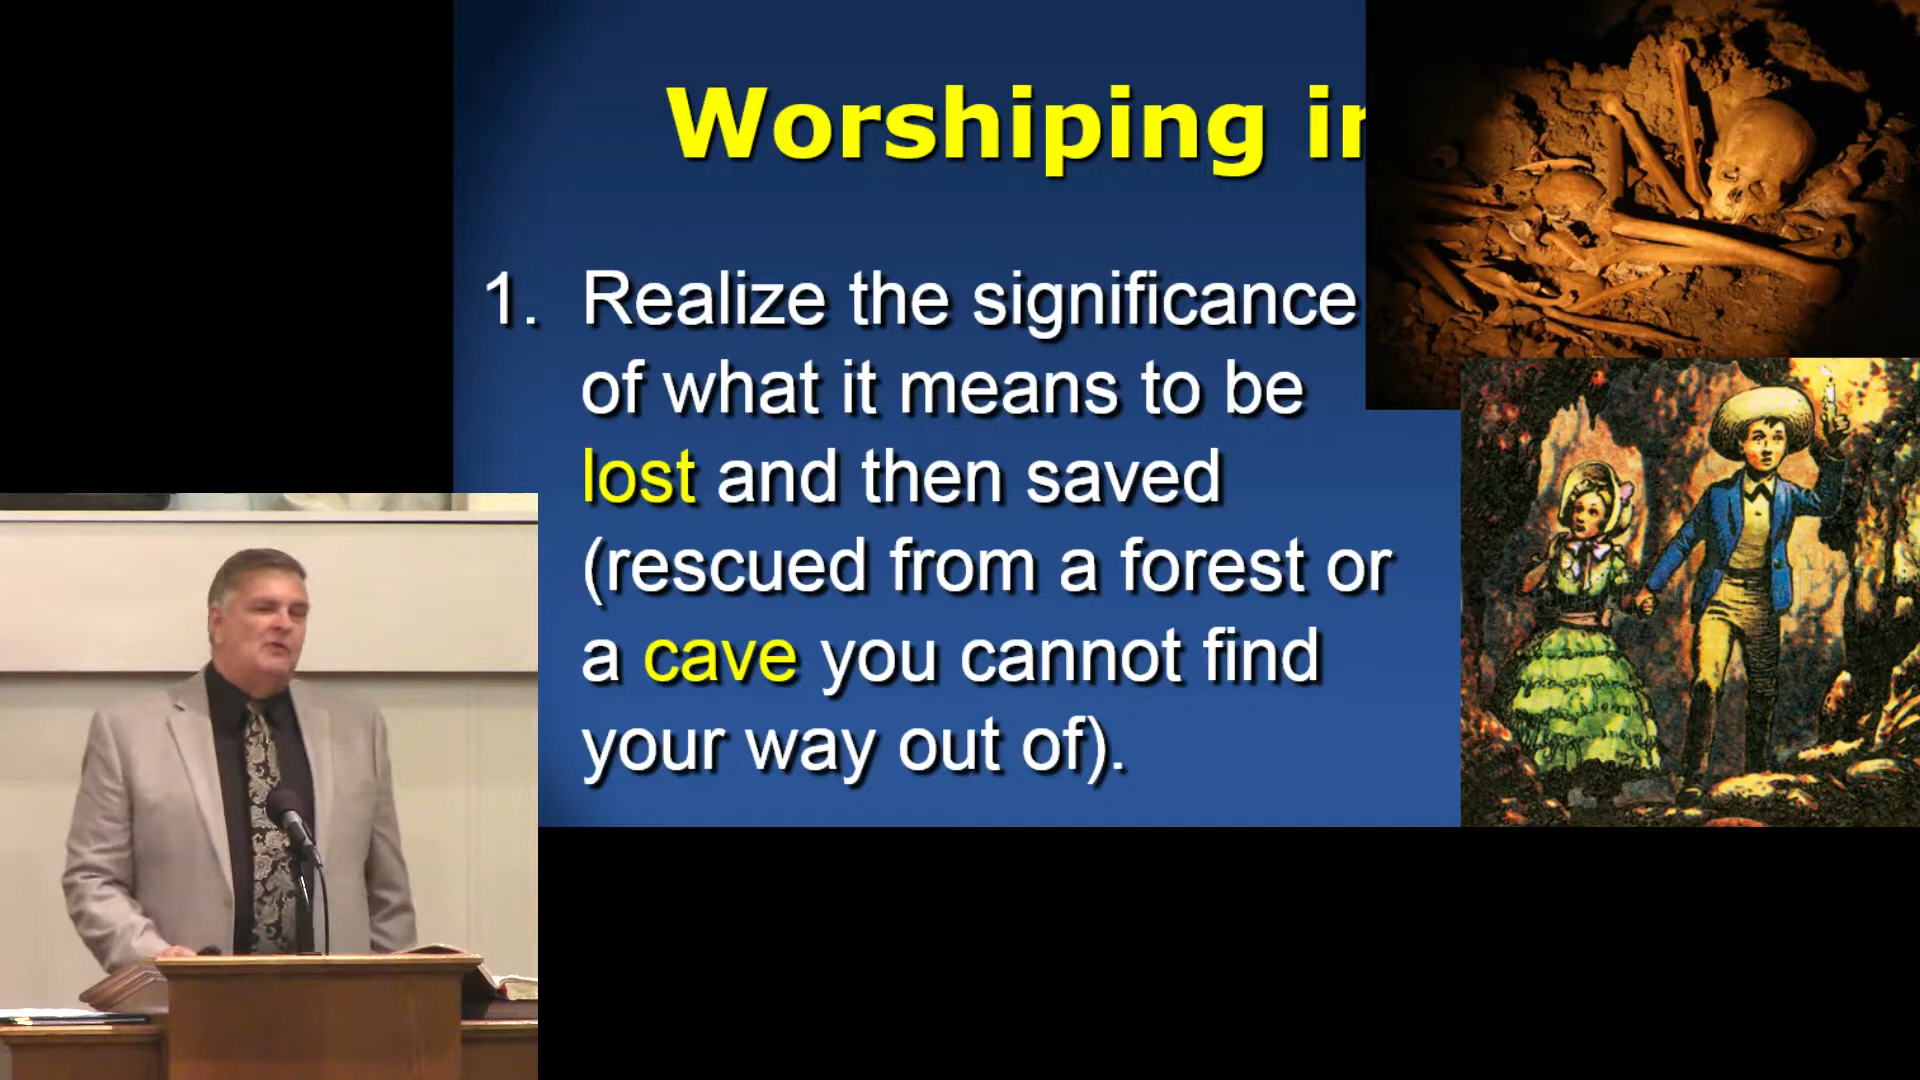 Worshiping in
1. Realize the significance
of what it means to be
lost and then saved
(rescued from a forest or
a cave you cannot find
your way out of).